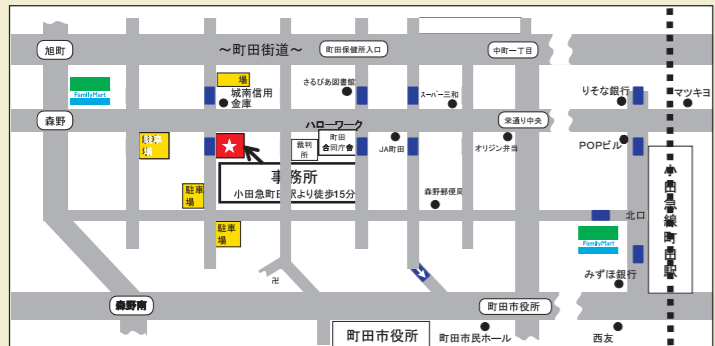 旭町
～町田街道～
町田保健所入口
中町一丁目
FamilyMart
場
城南信用
金庫
さるびあ図書館
スーパー三和
りそな銀行
マツキヨ
森野
ハローワーク
栄通り中央
駐車
場
裁判
所
町田
合同庁舎
JA町田
オリジン弁当
POPビル
事務所
小田急町田駅より徒歩15分
駐車
場
森野郵便局
北口
小田急線町田駅
駐車
場
FamilyMart
卍
みずほ銀行
森野南
町田市役所
町田市役所
町田市民ホール
西友